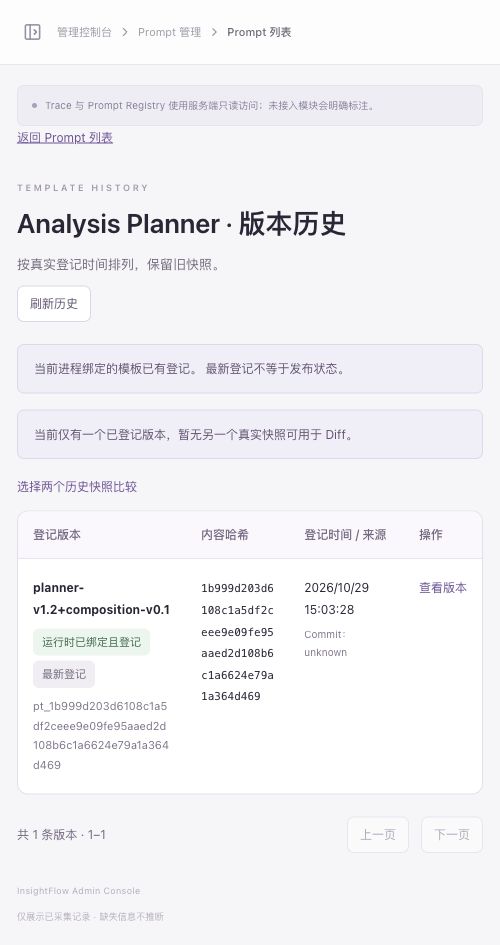 管理控制台 > Prompt 管理 > Prompt 列表
Trace 与 Prompt Registry 使用服务端只读访问；未接入模块会明确标注。
返回 Prompt 列表
TEMPLATE HISTORY
Analysis Planner · 版本历史
按真实登记时间排列，保留旧快照。
刷新历史
当前进程绑定的模板已有登记。 最新登记不等于发布状态。
当前仅有一个已登记版本，暂无另一个真实快照可用于 Diff。
选择两个历史快照比较
登记版本 内容哈希 登记时间 / 来源 操作
planner-
v1.2+composition-v0.1
运行时已绑定且登记
最新登记
pt_1b999d203d6108c1a5
df2ceee9e09fe95aaed2d
108b6c1a6624e79a1a364
d469
1b999d203d6
108c1a5df2c
eee9e09fe95
aaed2d108b6
c1a6624e79a
1a364d469
2026/10/29
15:03:28
Commit:
unknown
查看版本
共 1 条版本 · 1–1
上一页 下一页
InsightFlow Admin Console
仅展示已采集记录 · 缺失信息不推断